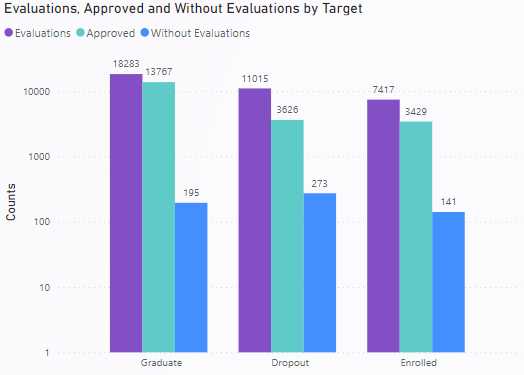 Evaluations, Approved and Without Evaluations by Target
Evaluations Approved Without Evaluations
18283 13767 195
11015 3626 273
7417 3429 141
10000
1000
100
10
1
Counts
Graduate Dropout Enrolled